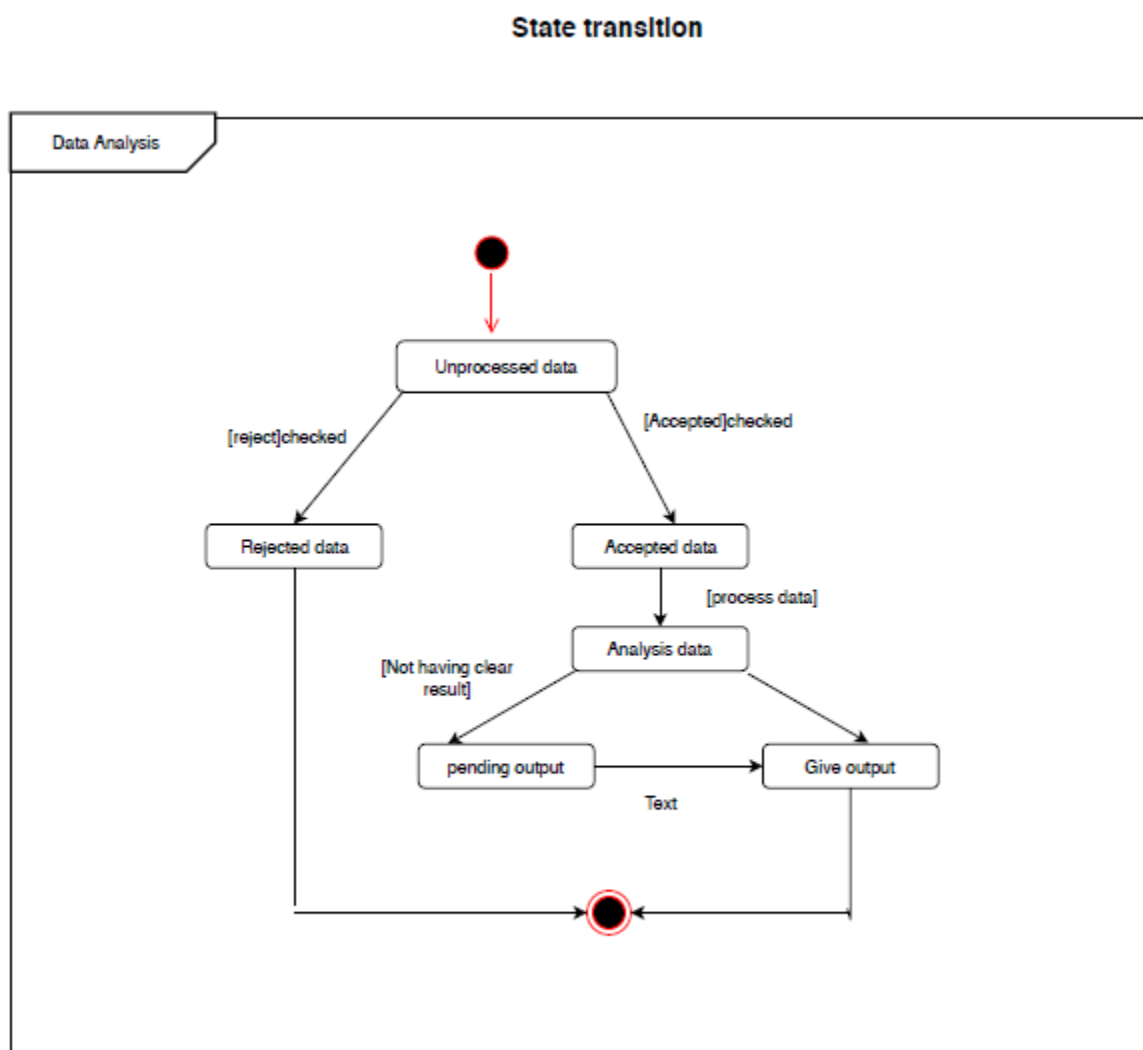 State transition
Data Analysis
Unprocessed data
[reject]checked
[Accepted]checked
Rejected data
Accepted data
[process data]
Analysis data
[Not having clear
result]
pending output
Give output
Text